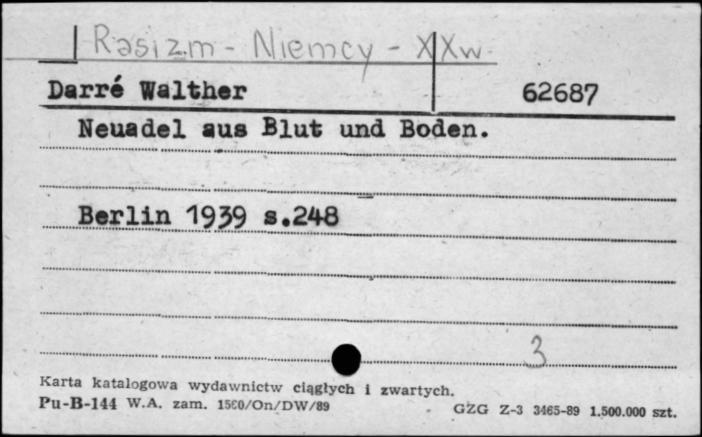 Rasizm - Niemcy - XXw.
Darré Walther 62687
Neuadel aus Blut und Boden.
Berlin 1939 s.248
3
Karta katalogowa wydawnictw ciągłych i zwartych.
Pu-B-144 W.A. zam. 1560/On/DW/89 GZG Z-3 3465-89 1.500.000 szt.